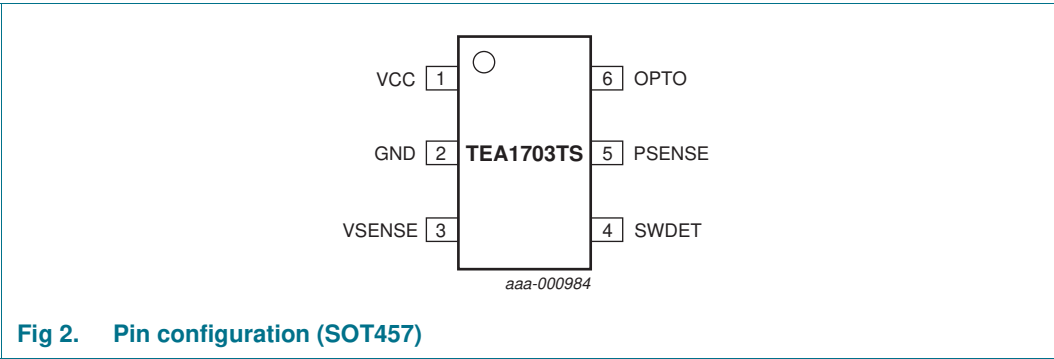 VCC 1 6 OPTO
GND 2 TEA1703TS 5 PSENSE
VSENSE 3 4 SWDET
aaa-000984
Fig 2. Pin configuration (SOT457)